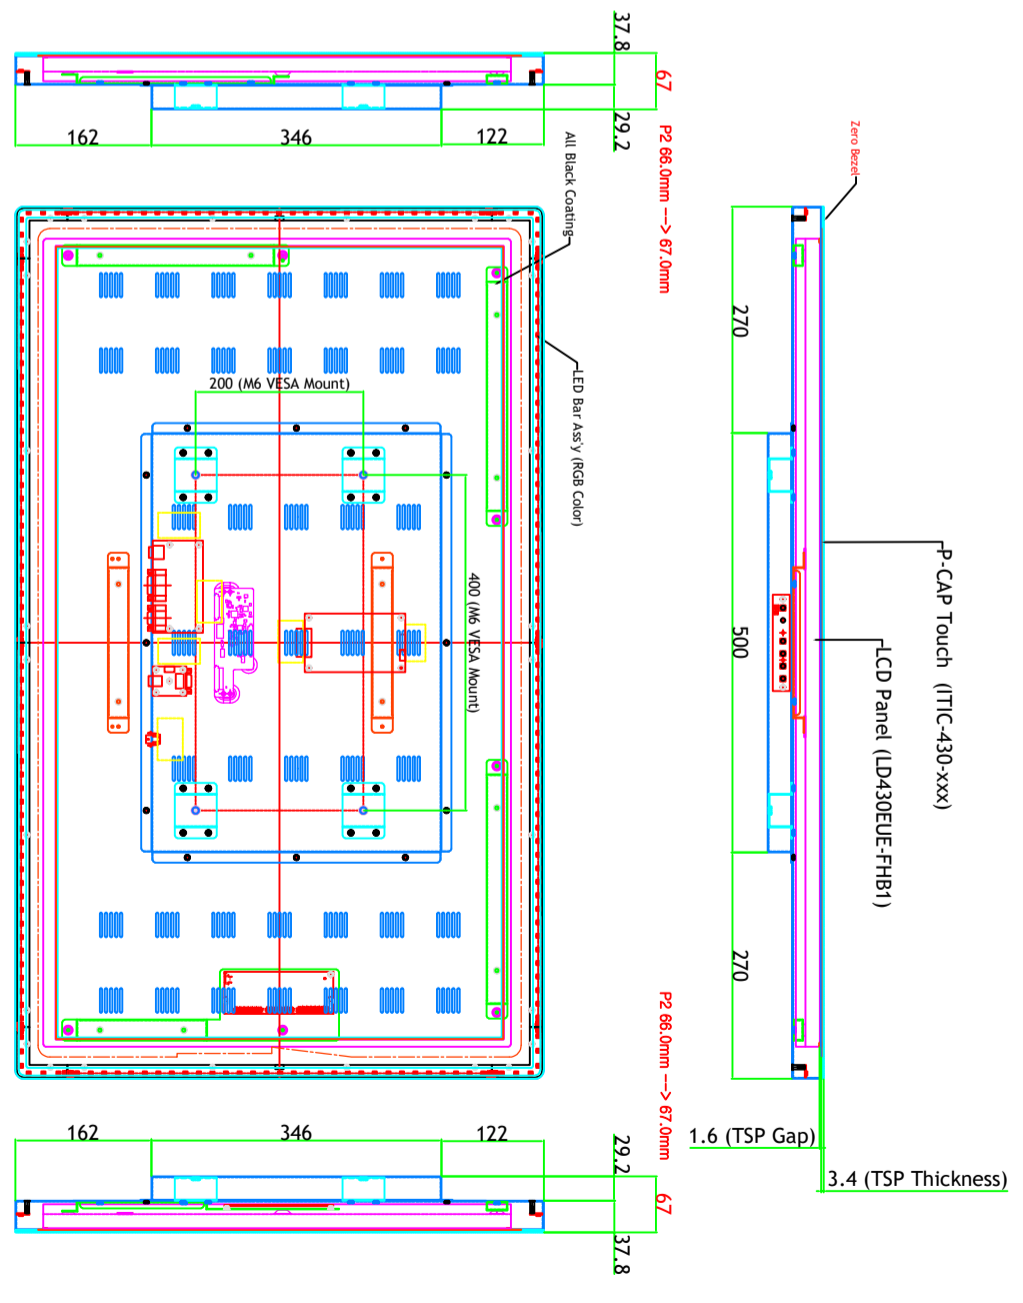 37.8
67
29.2
162
346
122
P2 66.0mm --> 67.0mm
All Black Coating
Zero Bezel
LED Bar Ass'y (RGB Color)
200 (M6 VESA Mount)
400 (M6 VESA Mount)
270
500
270
P-CAP Touch (ITIC-430-xxx)
LCD Panel (LD430EUE-FHB1)
P2 66.0mm --> 67.0mm
1.6 (TSP Gap)
3.4 (TSP Thickness)
162
346
122
29.2
67
37.8